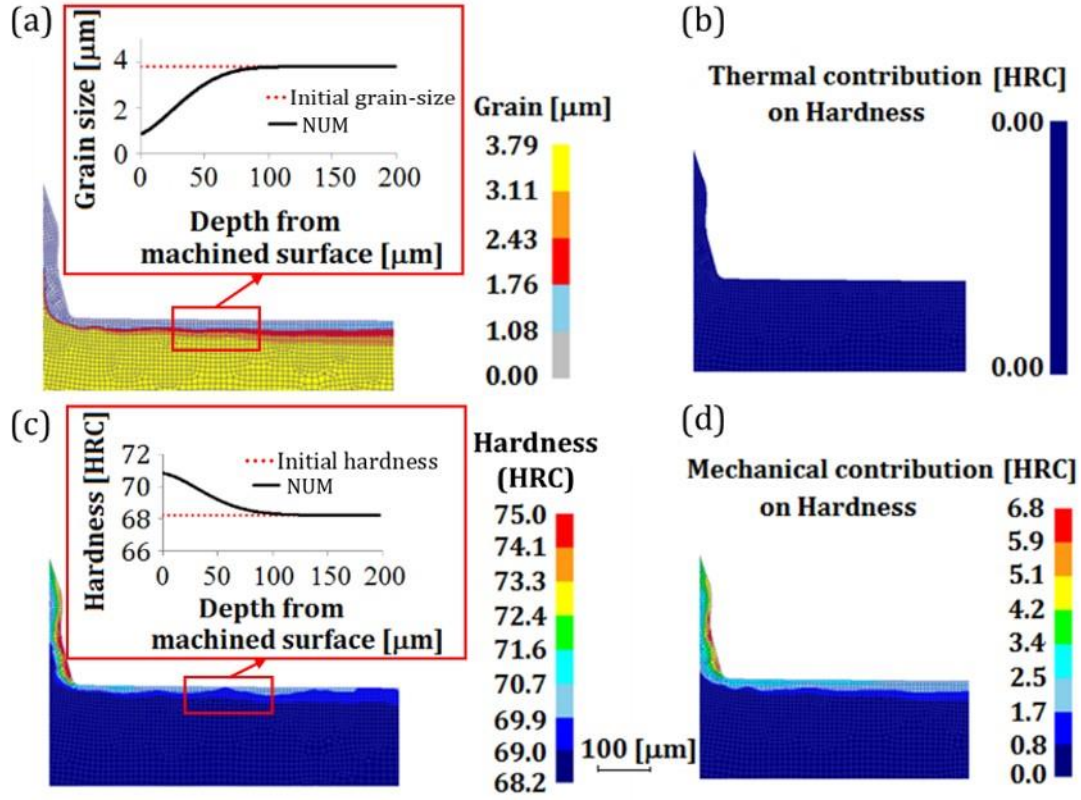 (a)
Grain size [μm]
4
2
0
Initial grain-size
NUM
0 50 100 150 200
Depth from
machined surface [μm]
Grain [μm]
3.79
3.11
2.43
1.76
1.08
0.00
(b)
Thermal contribution [HRC]
on Hardness
0.00
0.00
(c)
Hardness [HRC]
72
70
68
66
Initial hardness
NUM
0 50 100 150 200
Depth from
machined surface [μm]
Hardness
(HRC)
75.0
74.1
73.3
72.4
71.6
70.7
69.9
69.0
68.2
100 [μm]
(d)
Mechanical contribution [HRC]
on Hardness
6.8
5.9
5.1
4.2
3.4
2.5
1.7
0.8
0.0